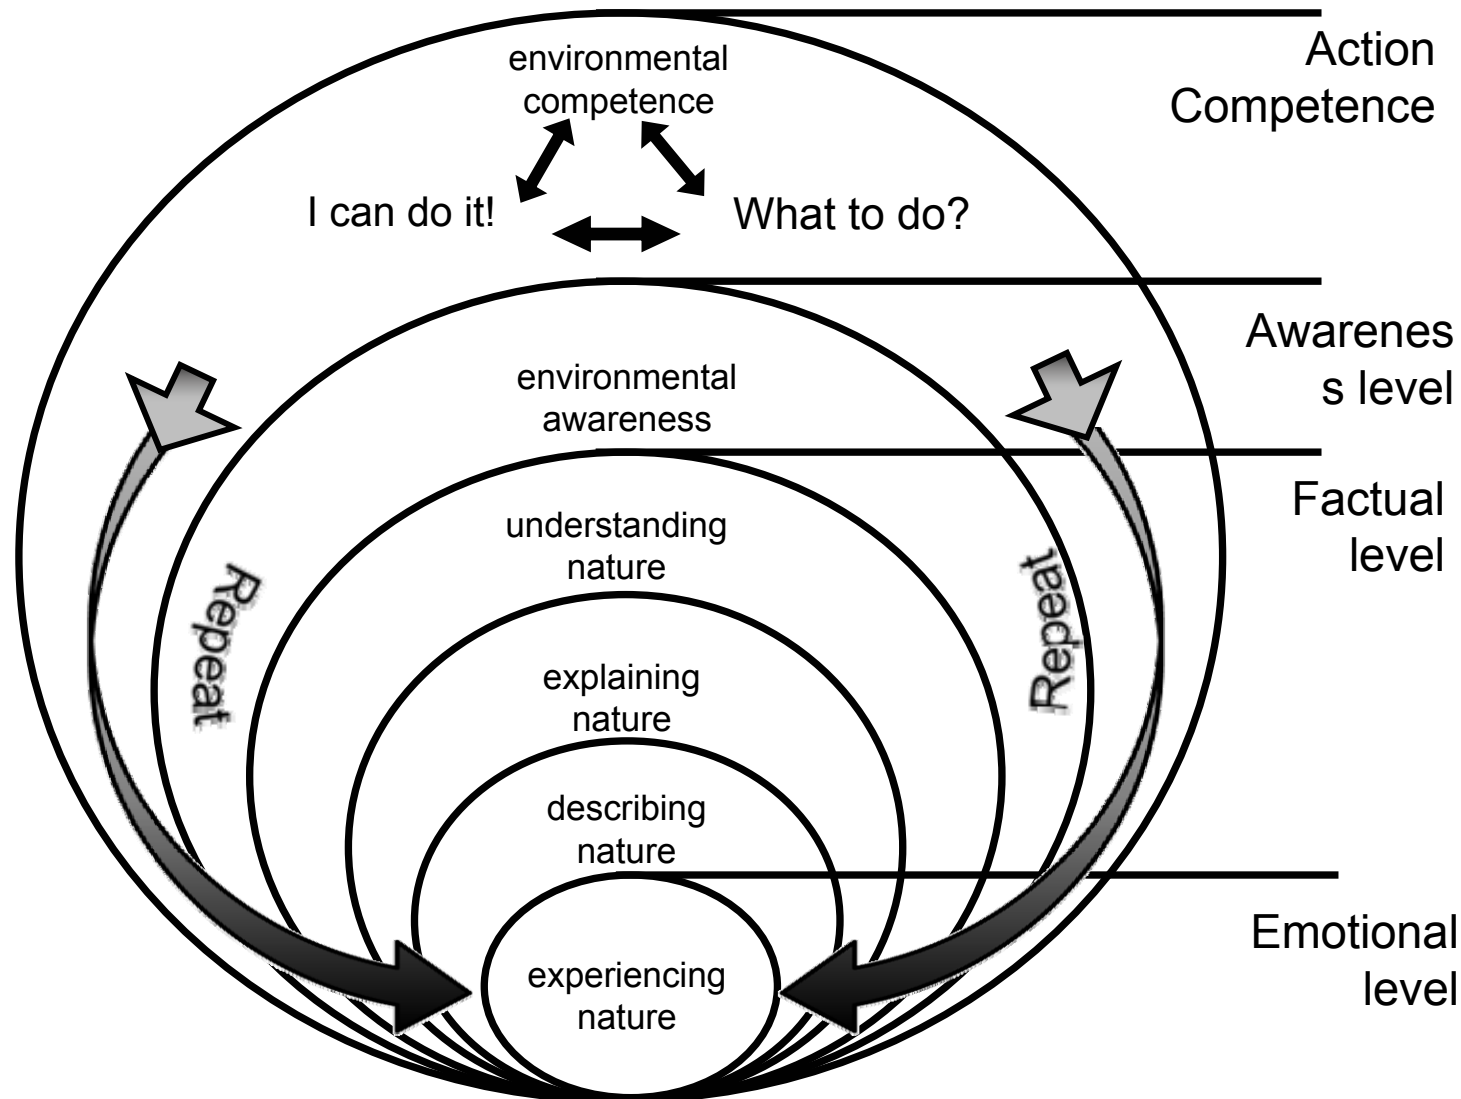 environmental
competence
Action
Competence
I can do it!
What to do?
Awarenes
s level
environmental
awareness
Factual
level
understanding
nature
Repeat
Repeat
explaining
nature
describing
nature
Emotional
level
experiencing
nature